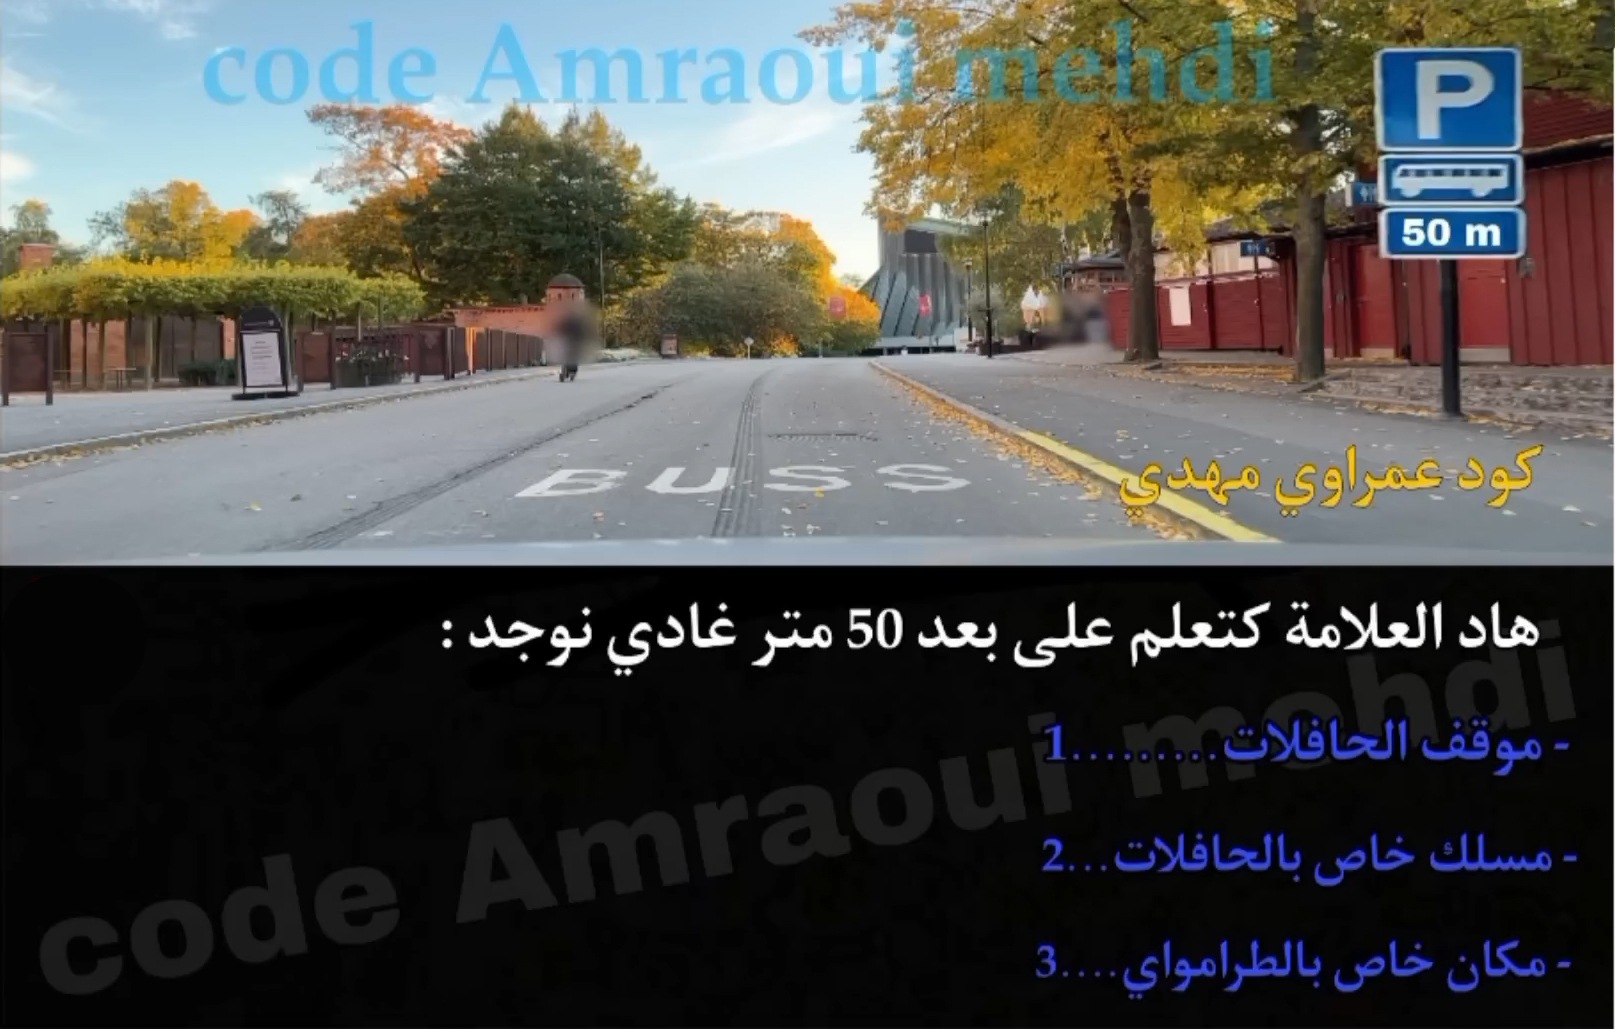 code Amraoui mehdi
P
50 m
BUSS
كود عمراوي مهدي
هاد العلامة كتعلم على بعد 50 متر غادي نوجد :
- موقف الحافلات.........1
- مسلك خاص بالحافلات...2
- مكان خاص بالطرامواي....3
code Amraoui mehdi